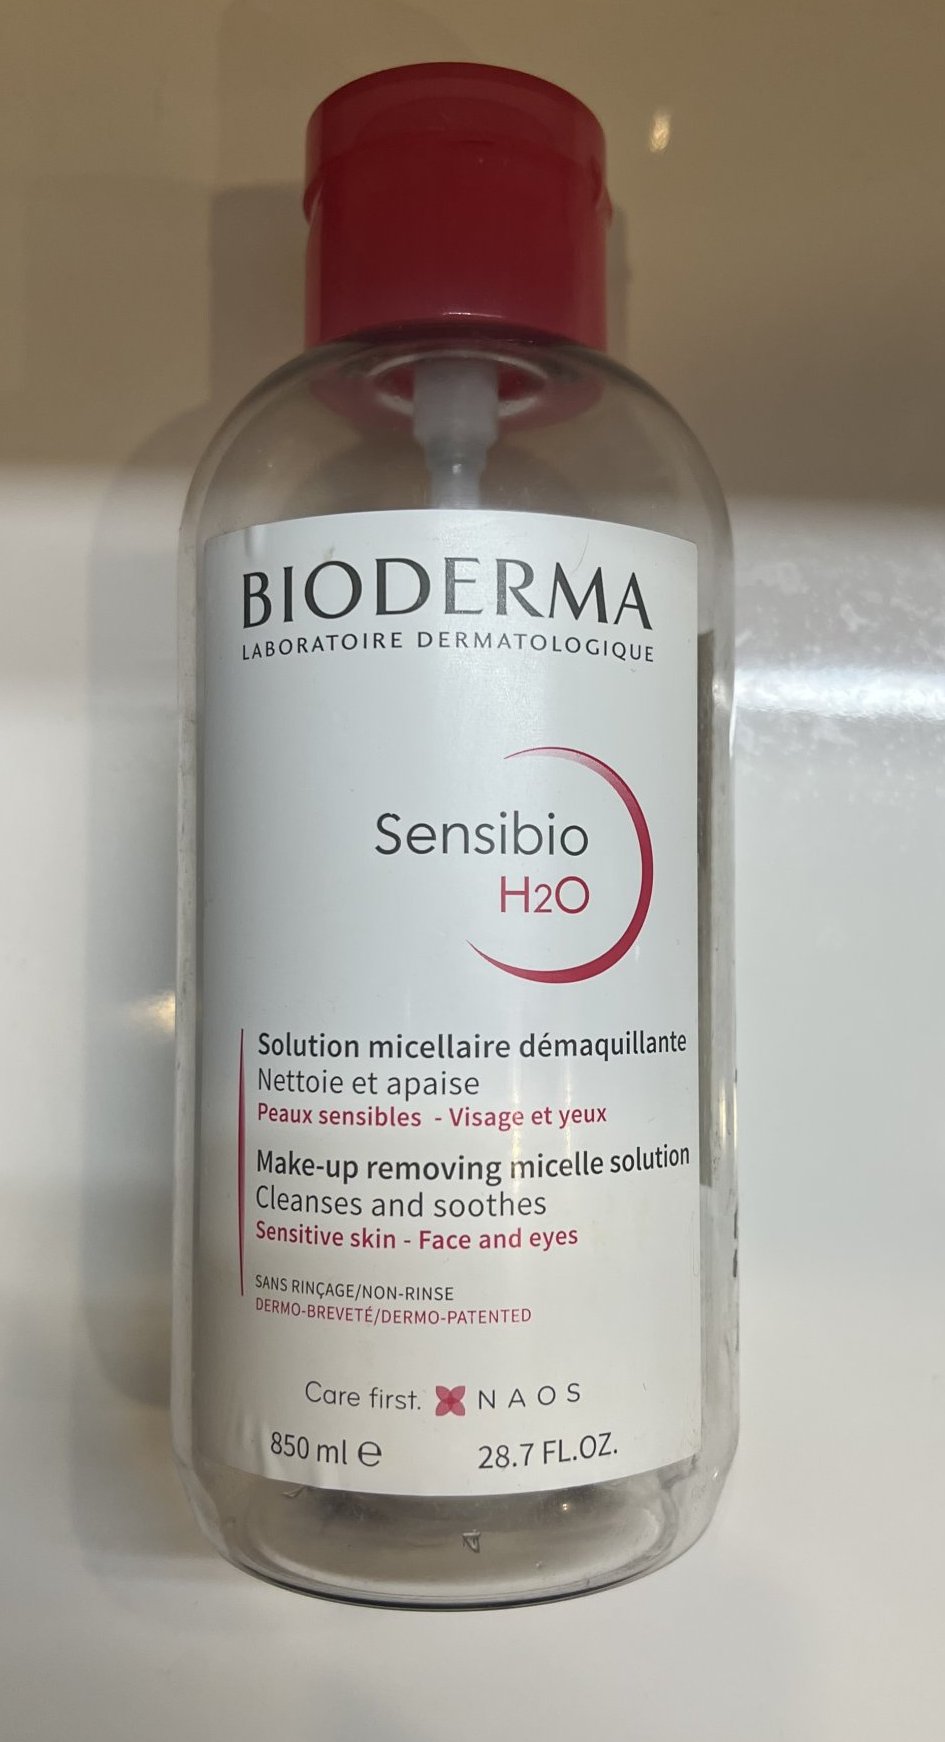 BIODERMA
LABORATOIRE DERMATOLOGIQUE
Sensibio
H2O
Solution micellaire démaquillante
Nettoie et apaise
Peaux sensibles - Visage et yeux
Make-up removing micelle solution
Cleanses and soothes
Sensitive skin - Face and eyes
SANS RINÇAGE/NON-RINSE
DERMO-BREVETÉ/DERMO-PATENTED
Care first. NAOS
850 ml ℮ 28.7 FL.OZ.